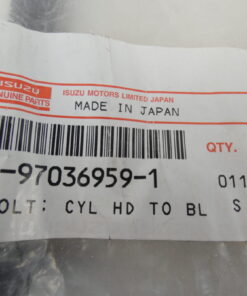 ISUZU
GENUINE PARTS
ISUZU MOTORS LIMITED JAPAN
MADE IN JAPAN
QTY.
-97036959-1
011
OLT: CYL HD TO BL
S